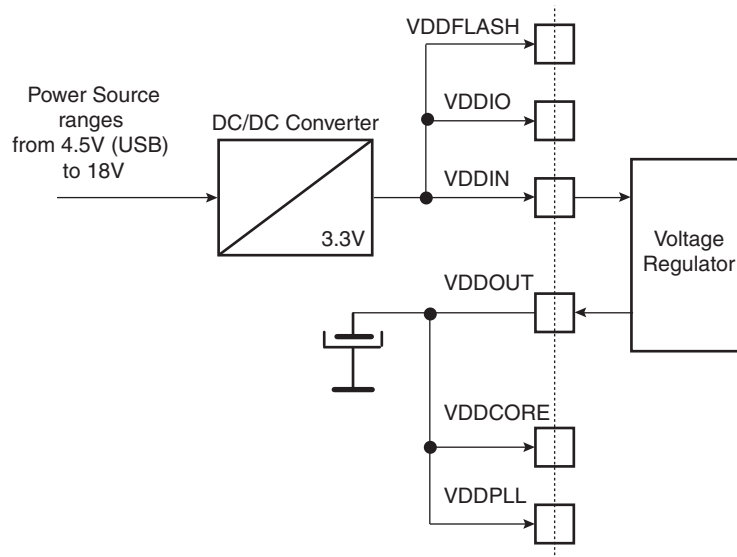 VDDFLASH
Power Source
ranges
from 4.5V (USB)
to 18V
DC/DC Converter
VDDIO
VDDIN
3.3V
Voltage
Regulator
VDDOUT
VDDCORE
VDDPLL